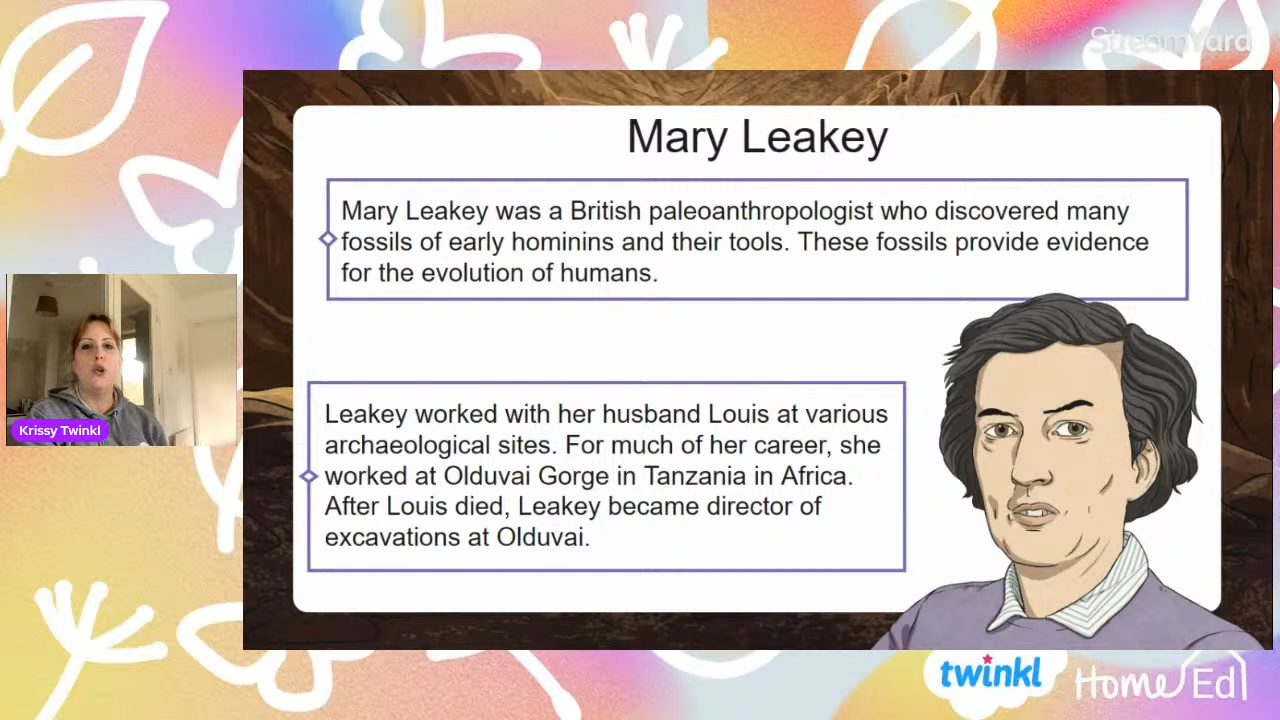 StreamYard
Mary Leakey
Mary Leakey was a British paleoanthropologist who discovered many
fossils of early hominins and their tools. These fossils provide evidence
for the evolution of humans.
Leakey worked with her husband Louis at various
archaeological sites. For much of her career, she
worked at Olduvai Gorge in Tanzania in Africa.
After Louis died, Leakey became director of
excavations at Olduvai.
Krissy Twinkl
twinkl HomeEd